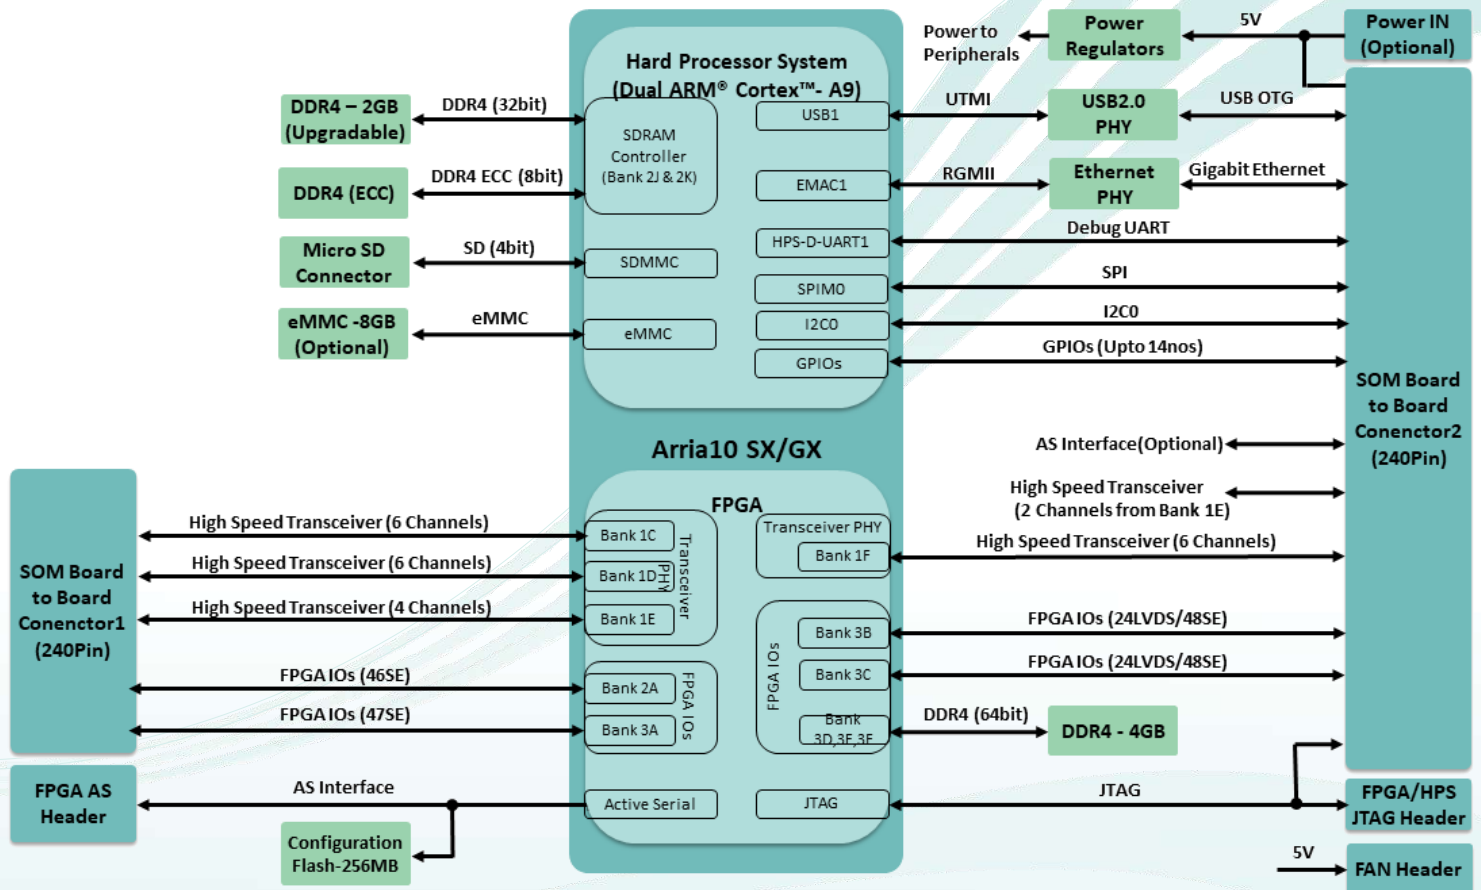 Hard Processor System
(Dual ARM® Cortex™- A9)
DDR4 – 2GB
(Upgradable)
DDR4 (32bit)
DDR4 (ECC)
DDR4 ECC (8bit)
SDRAM
Controller
(Bank 2J & 2K)
Micro SD
Connector
SD (4bit)
SDMMC
eMMC -8GB
(Optional)
eMMC
eMMC
USB1
EMAC1
HPS-D-UART1
SPIM0
I2C0
GPIOs
Power to
Peripherals
Power
Regulators
5V
Power IN
(Optional)
UTMI
USB2.0
PHY
USB OTG
RGMII
Ethernet
PHY
Gigabit Ethernet
Debug UART
SPI
I2C0
GPIOs (Upto 14nos)
SOM Board
to Board
Conenctor2
(240Pin)
AS Interface(Optional)
High Speed Transceiver
(2 Channels from Bank 1E)
High Speed Transceiver (6 Channels)
FPGA IOs (24LVDS/48SE)
FPGA IOs (24LVDS/48SE)
DDR4 (64bit)
DDR4 - 4GB
JTAG
FPGA/HPS
JTAG Header
5V
FAN Header
Arria10 SX/GX
FPGA
Bank 1C
Bank 1D
Bank 1E
Transceiver
PHY
Transceiver PHY
Bank 1F
Bank 2A
Bank 3A
FPGA IOs
FPGA IOs
Bank 3B
Bank 3C
Bank
3D,3E,3F
Active Serial
JTAG
SOM Board
to Board
Conenctor1
(240Pin)
High Speed Transceiver (6 Channels)
High Speed Transceiver (6 Channels)
High Speed Transceiver (4 Channels)
FPGA IOs (46SE)
FPGA IOs (47SE)
FPGA AS
Header
AS Interface
Configuration
Flash-256MB